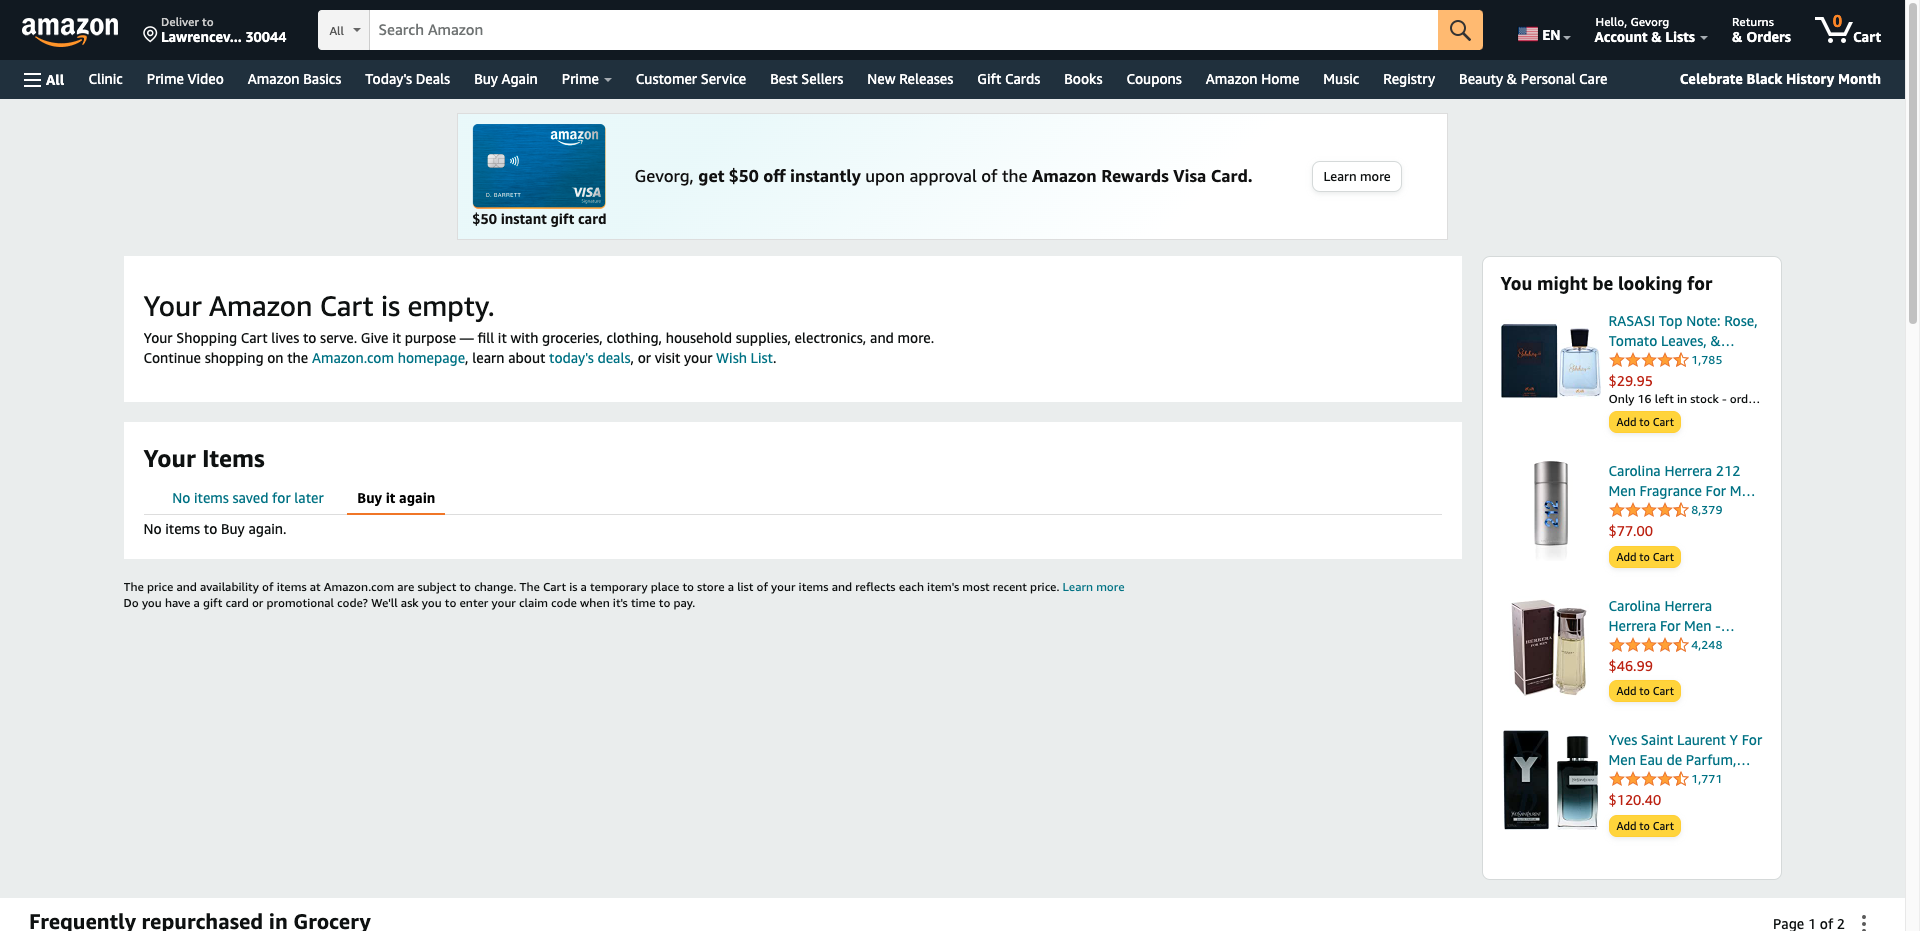 amazon
Deliver to
Lawrencev... 30044
All
Search Amazon
EN
Hello, Gevorg
Account & Lists
Returns
& Orders
0
Cart
All
Clinic
Prime Video
Amazon Basics
Today's Deals
Buy Again
Prime
Customer Service
Best Sellers
New Releases
Gift Cards
Books
Coupons
Amazon Home
Music
Registry
Beauty & Personal Care
Celebrate Black History Month
amazon
D. BARRETT
VISA
Signature
$50 instant gift card
Gevorg, get $50 off instantly upon approval of the Amazon Rewards Visa Card.
Learn more
Your Amazon Cart is empty.
Your Shopping Cart lives to serve. Give it purpose — fill it with groceries, clothing, household supplies, electronics, and more.
Continue shopping on the Amazon.com homepage, learn about today's deals, or visit your Wish List.
Your Items
No items saved for later
Buy it again
No items to Buy again.
The price and availability of items at Amazon.com are subject to change. The Cart is a temporary place to store a list of your items and reflects each item's most recent price. Learn more
Do you have a gift card or promotional code? We'll ask you to enter your claim code when it's time to pay.
You might be looking for
RASASI Top Note: Rose,
Tomato Leaves, &...
1,785
$29.95
Only 16 left in stock - ord...
Add to Cart
212
Carolina Herrera 212
Men Fragrance For M...
8,379
$77.00
Add to Cart
HERRERA
FOR MEN
Carolina Herrera
Herrera For Men -...
4,248
$46.99
Add to Cart
Y
Yves Saint Laurent Y For
Men Eau de Parfum,...
1,771
$120.40
Add to Cart
Frequently repurchased in Grocery
Page 1 of 2